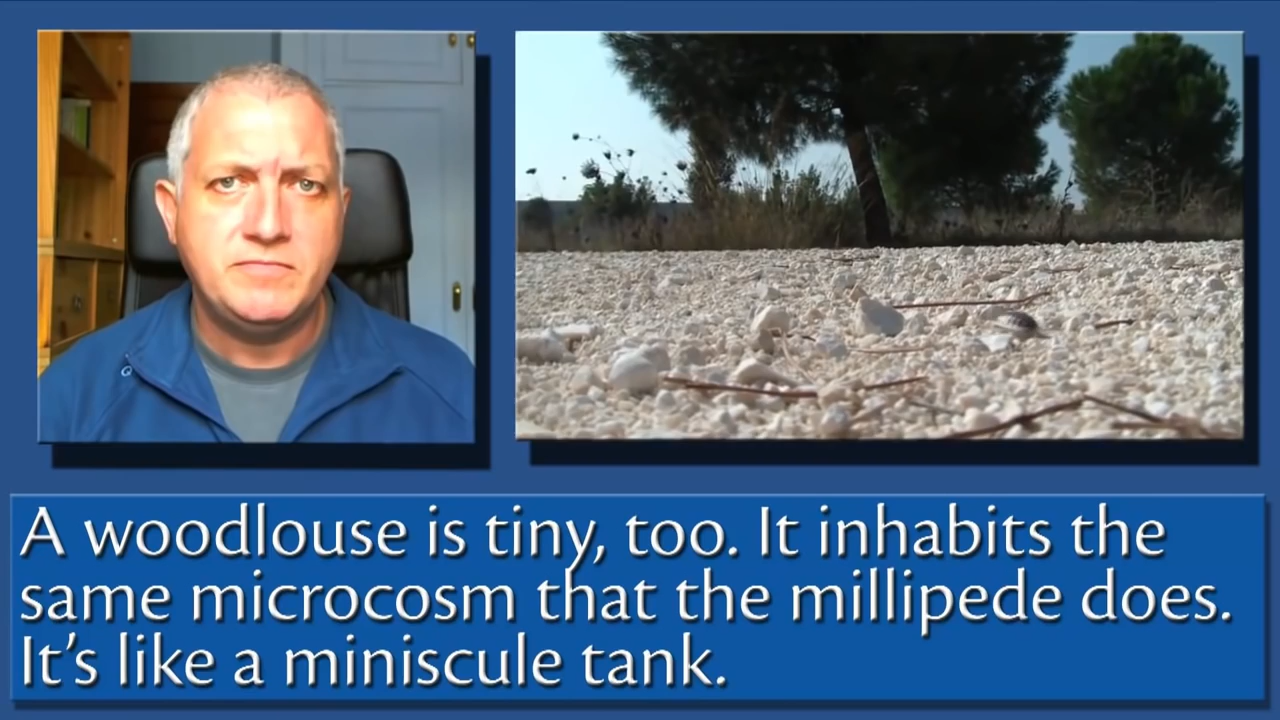 A woodlouse is tiny, too. It inhabits the
same microcosm that the millipede does.
It's like a miniscule tank.